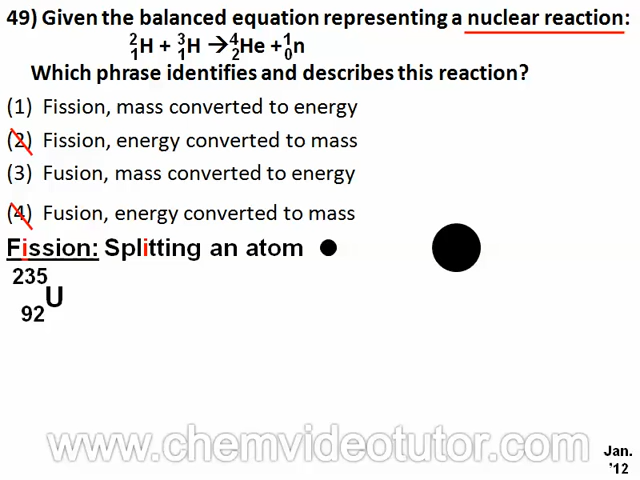 49) Given the balanced equation representing a nuclear reaction:
²₁H + ³₁H → ⁴₂He + ¹₀n
Which phrase identifies and describes this reaction?
(1) Fission, mass converted to energy
(2) Fission, energy converted to mass
(3) Fusion, mass converted to energy
(4) Fusion, energy converted to mass
Fission: Splitting an atom
²³⁵₉₂U
www.chemvideotutor.com
Jan.
'12